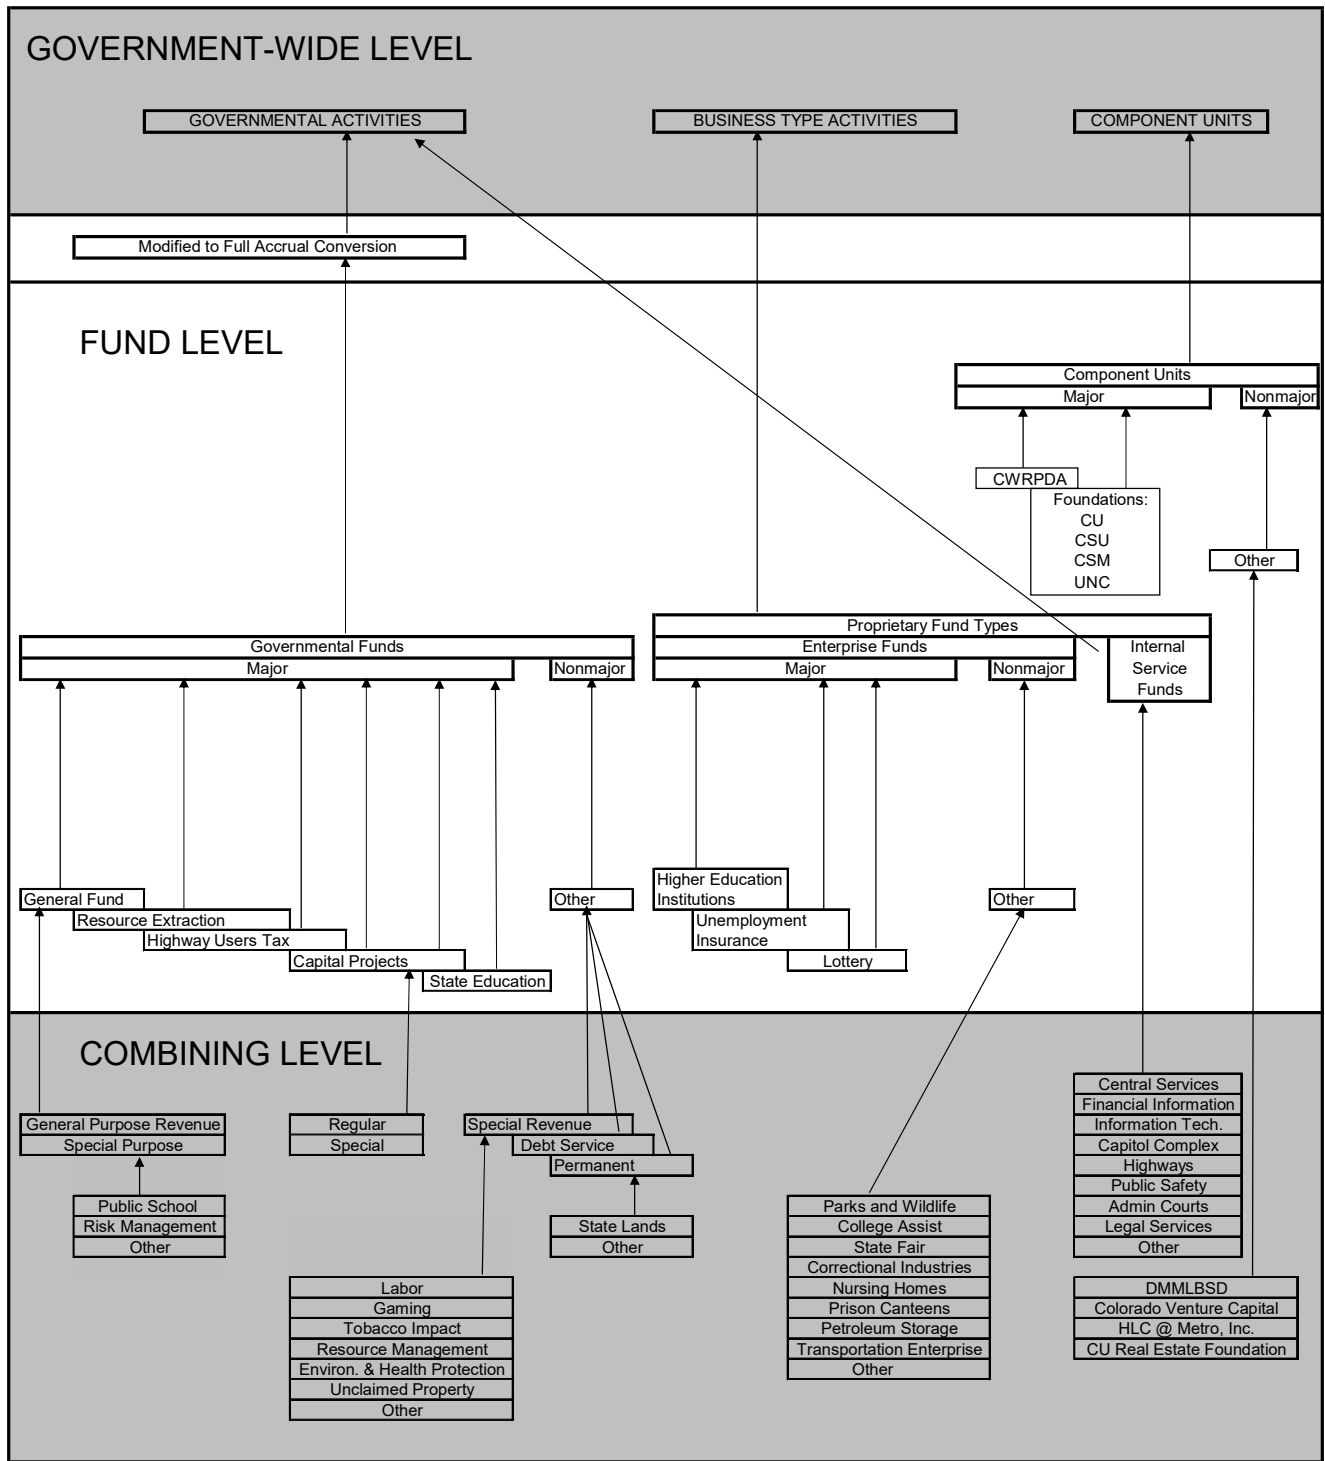 GOVERNMENT-WIDE LEVEL
GOVERNMENTAL ACTIVITIES
BUSINESS TYPE ACTIVITIES
COMPONENT UNITS
Modified to Full Accrual Conversion
FUND LEVEL
Component Units
Major
Nonmajor
CWRPDA
Foundations:
CU
CSU
CSM
UNC
Other
Governmental Funds
Major
Nonmajor
Proprietary Fund Types
Enterprise Funds
Major
Nonmajor
Internal
Service
Funds
General Fund
Resource Extraction
Highway Users Tax
Capital Projects
State Education
Other
Higher Education
Institutions
Unemployment
Insurance
Lottery
Other
COMBINING LEVEL
General Purpose Revenue
Special Purpose
Public School
Risk Management
Other
Regular
Special
Special Revenue
Debt Service
Permanent
State Lands
Other
Labor
Gaming
Tobacco Impact
Resource Management
Environ. & Health Protection
Unclaimed Property
Other
Parks and Wildlife
College Assist
State Fair
Correctional Industries
Nursing Homes
Prison Canteens
Petroleum Storage
Transportation Enterprise
Other
Central Services
Financial Information
Information Tech.
Capitol Complex
Highways
Public Safety
Admin Courts
Legal Services
Other
DMMLBSD
Colorado Venture Capital
HLC @ Metro, Inc.
CU Real Estate Foundation